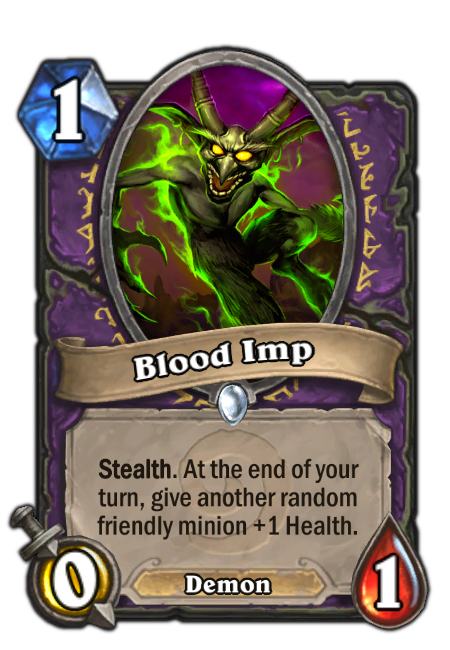 1
Blood Imp
Stealth. At the end of your
turn, give another random
friendly minion +1 Health.
0
Demon
1